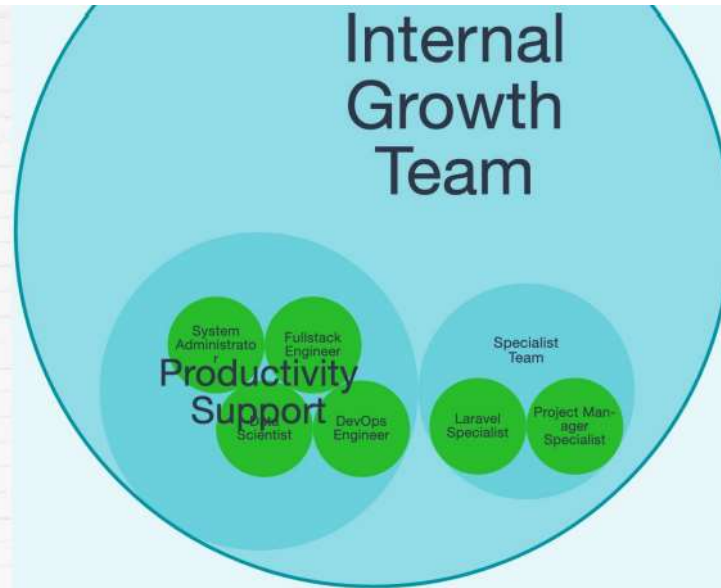 Internal
Growth
Team
System
Administrato
r
Fullstack
Engineer
Productivity
Support
Data
Scientist
DevOps
Engineer
Specialist
Team
Laravel
Specialist
Project Man-
ager
Specialist